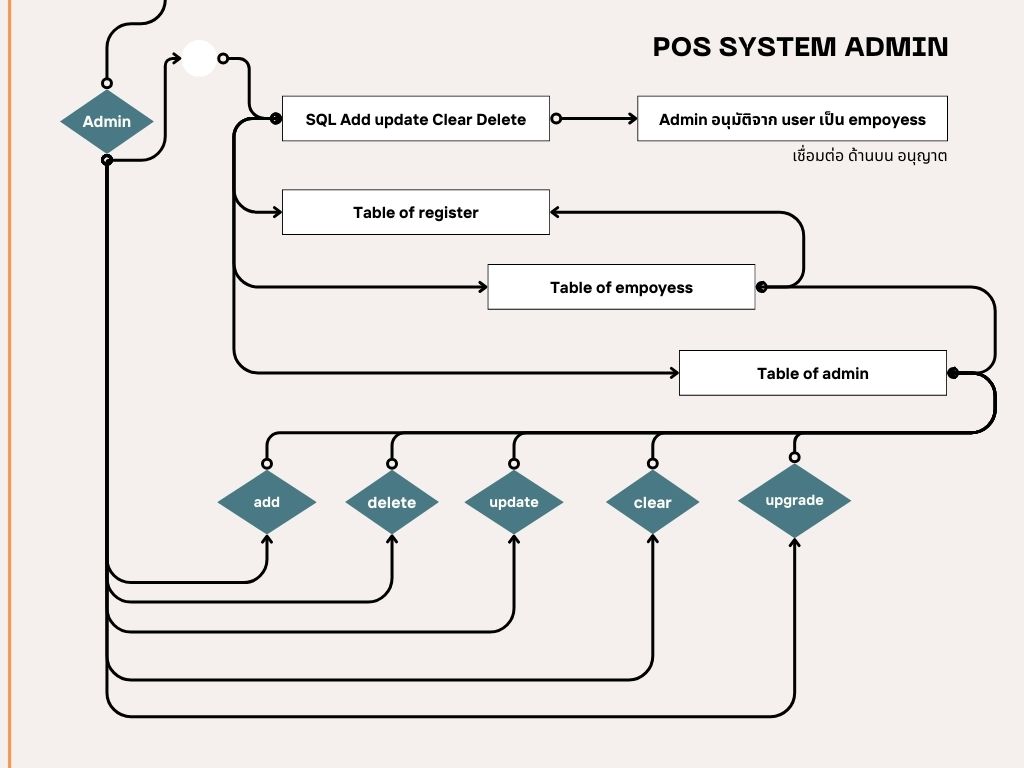 POS SYSTEM ADMIN
Admin
SQL Add update Clear Delete
Admin อนุมัติจาก user เป็น empoyess
เชื่อมต่อ ด้านบน อนุญาต
Table of register
Table of empoyess
Table of admin
add
delete
update
clear
upgrade